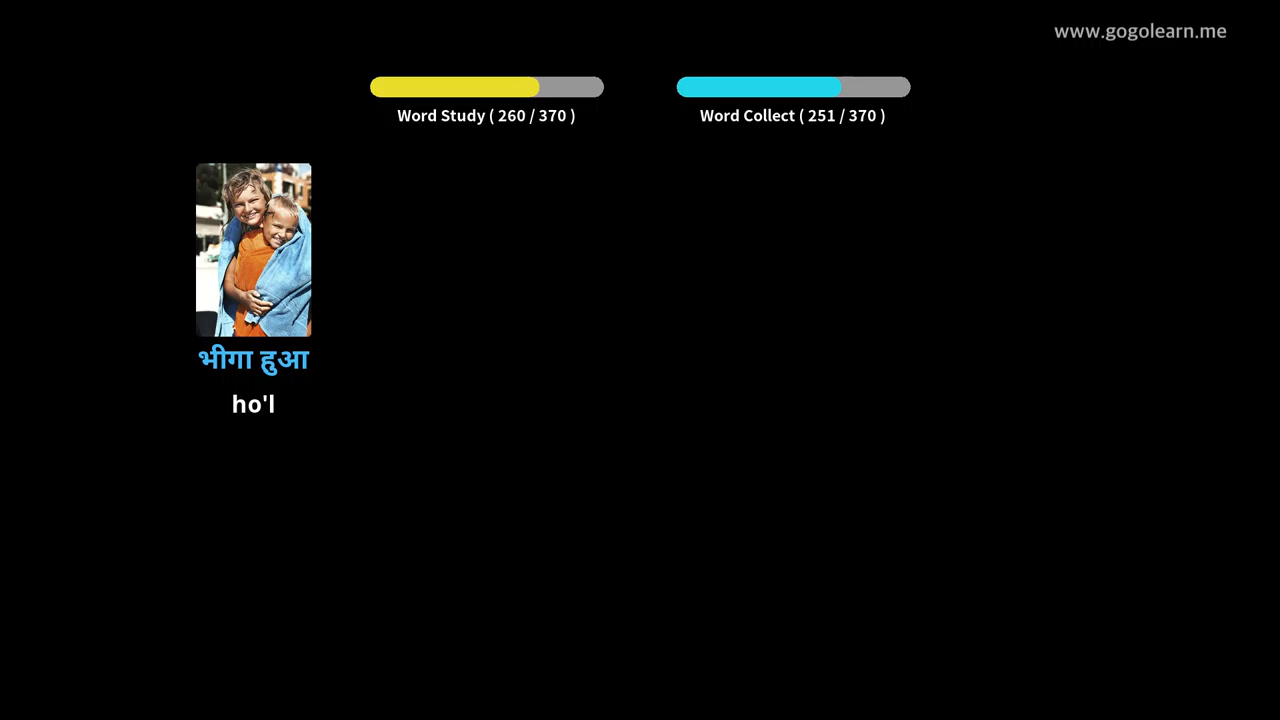 www.gogolearn.me
Word Study ( 260 / 370 )
Word Collect ( 251 / 370 )
भीगा हुआ
ho'l